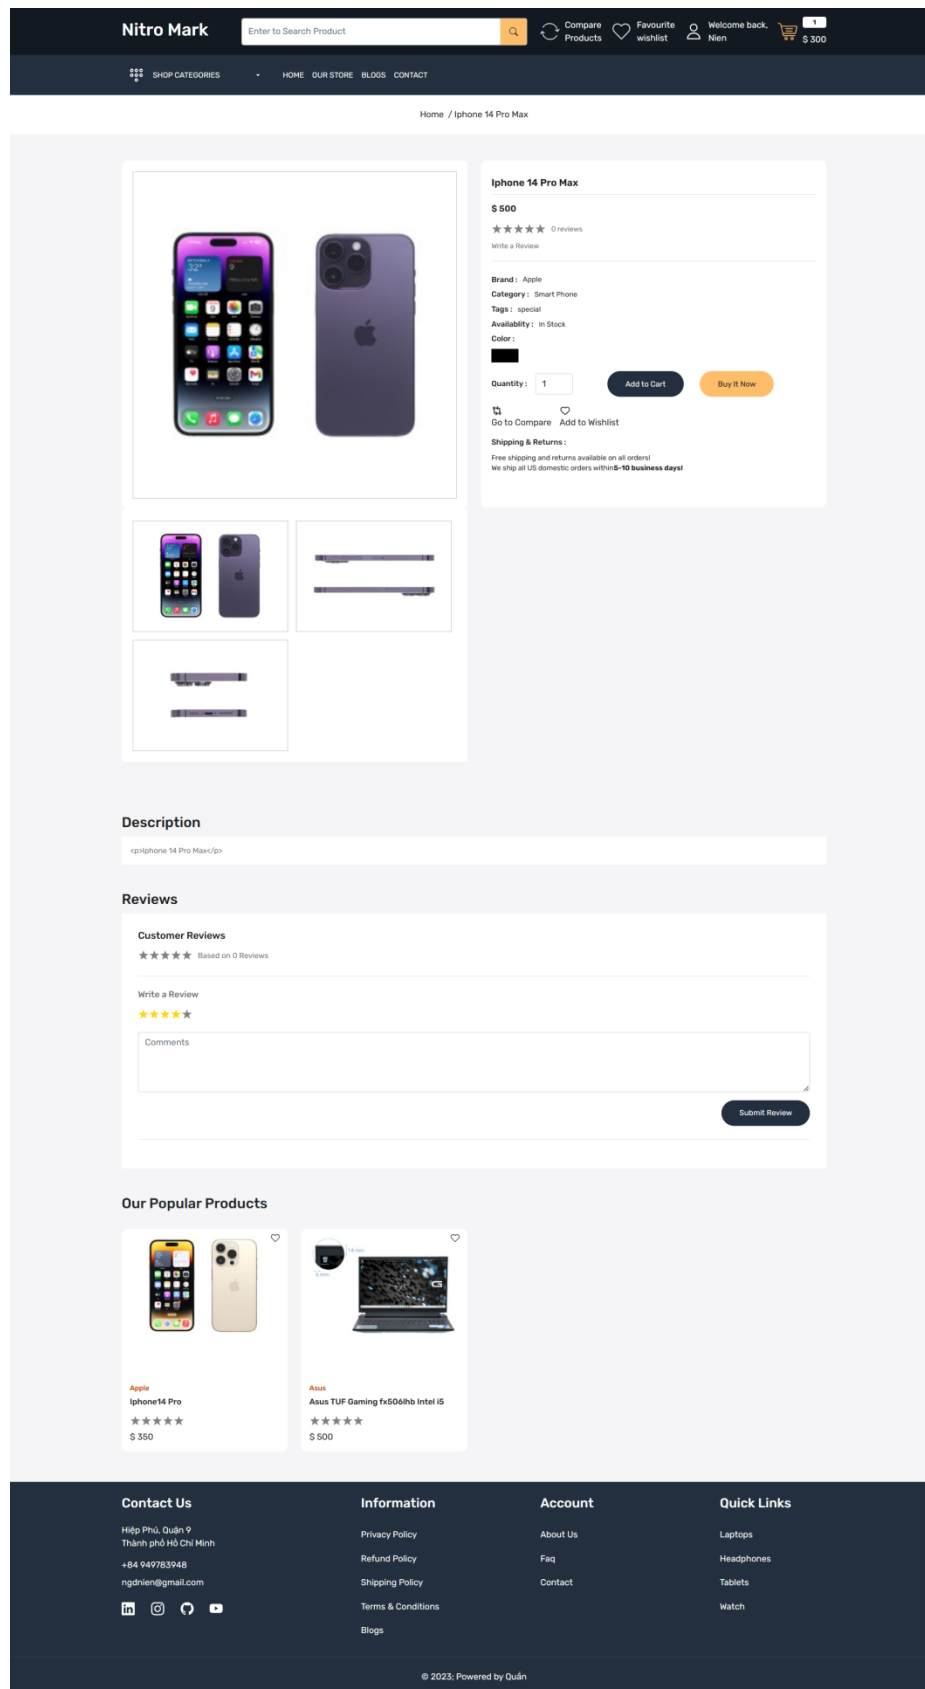 Nitro Mark
Enter to Search Product
Compare
Products
Favourite
wishlist
Welcome back,
Nien
1
$ 300
SHOP CATEGORIES
HOME OUR STORE BLOGS CONTACT
Home / Iphone 14 Pro Max
Iphone 14 Pro Max
$ 500
0 reviews
Write a Review
Brand : Apple
Category : Smart Phone
Tags : special
Availablity : In Stock
Color :
Quantity : 1 Add to Cart Buy It Now
Go to Compare Add to Wishlist
Shipping & Returns :
Free shipping and returns available on all orders!
We ship all US domestic orders within5-10 business days!
Description
<p>Iphone 14 Pro Max</p>
Reviews
Customer Reviews
Based on 0 Reviews
Write a Review
Comments
Submit Review
Our Popular Products
Apple
Iphone14 Pro
$ 350
Asus
Asus TUF Gaming fx506lhb Intel i5
$ 500
Contact Us
Hiệp Phú, Quận 9
Thành phố Hồ Chí Minh
+84 949783948
ngdnien@gmail.com
Information
Privacy Policy
Refund Policy
Shipping Policy
Terms & Conditions
Blogs
Account
About Us
Faq
Contact
Quick Links
Laptops
Headphones
Tablets
Watch
© 2023; Powered by Quấn